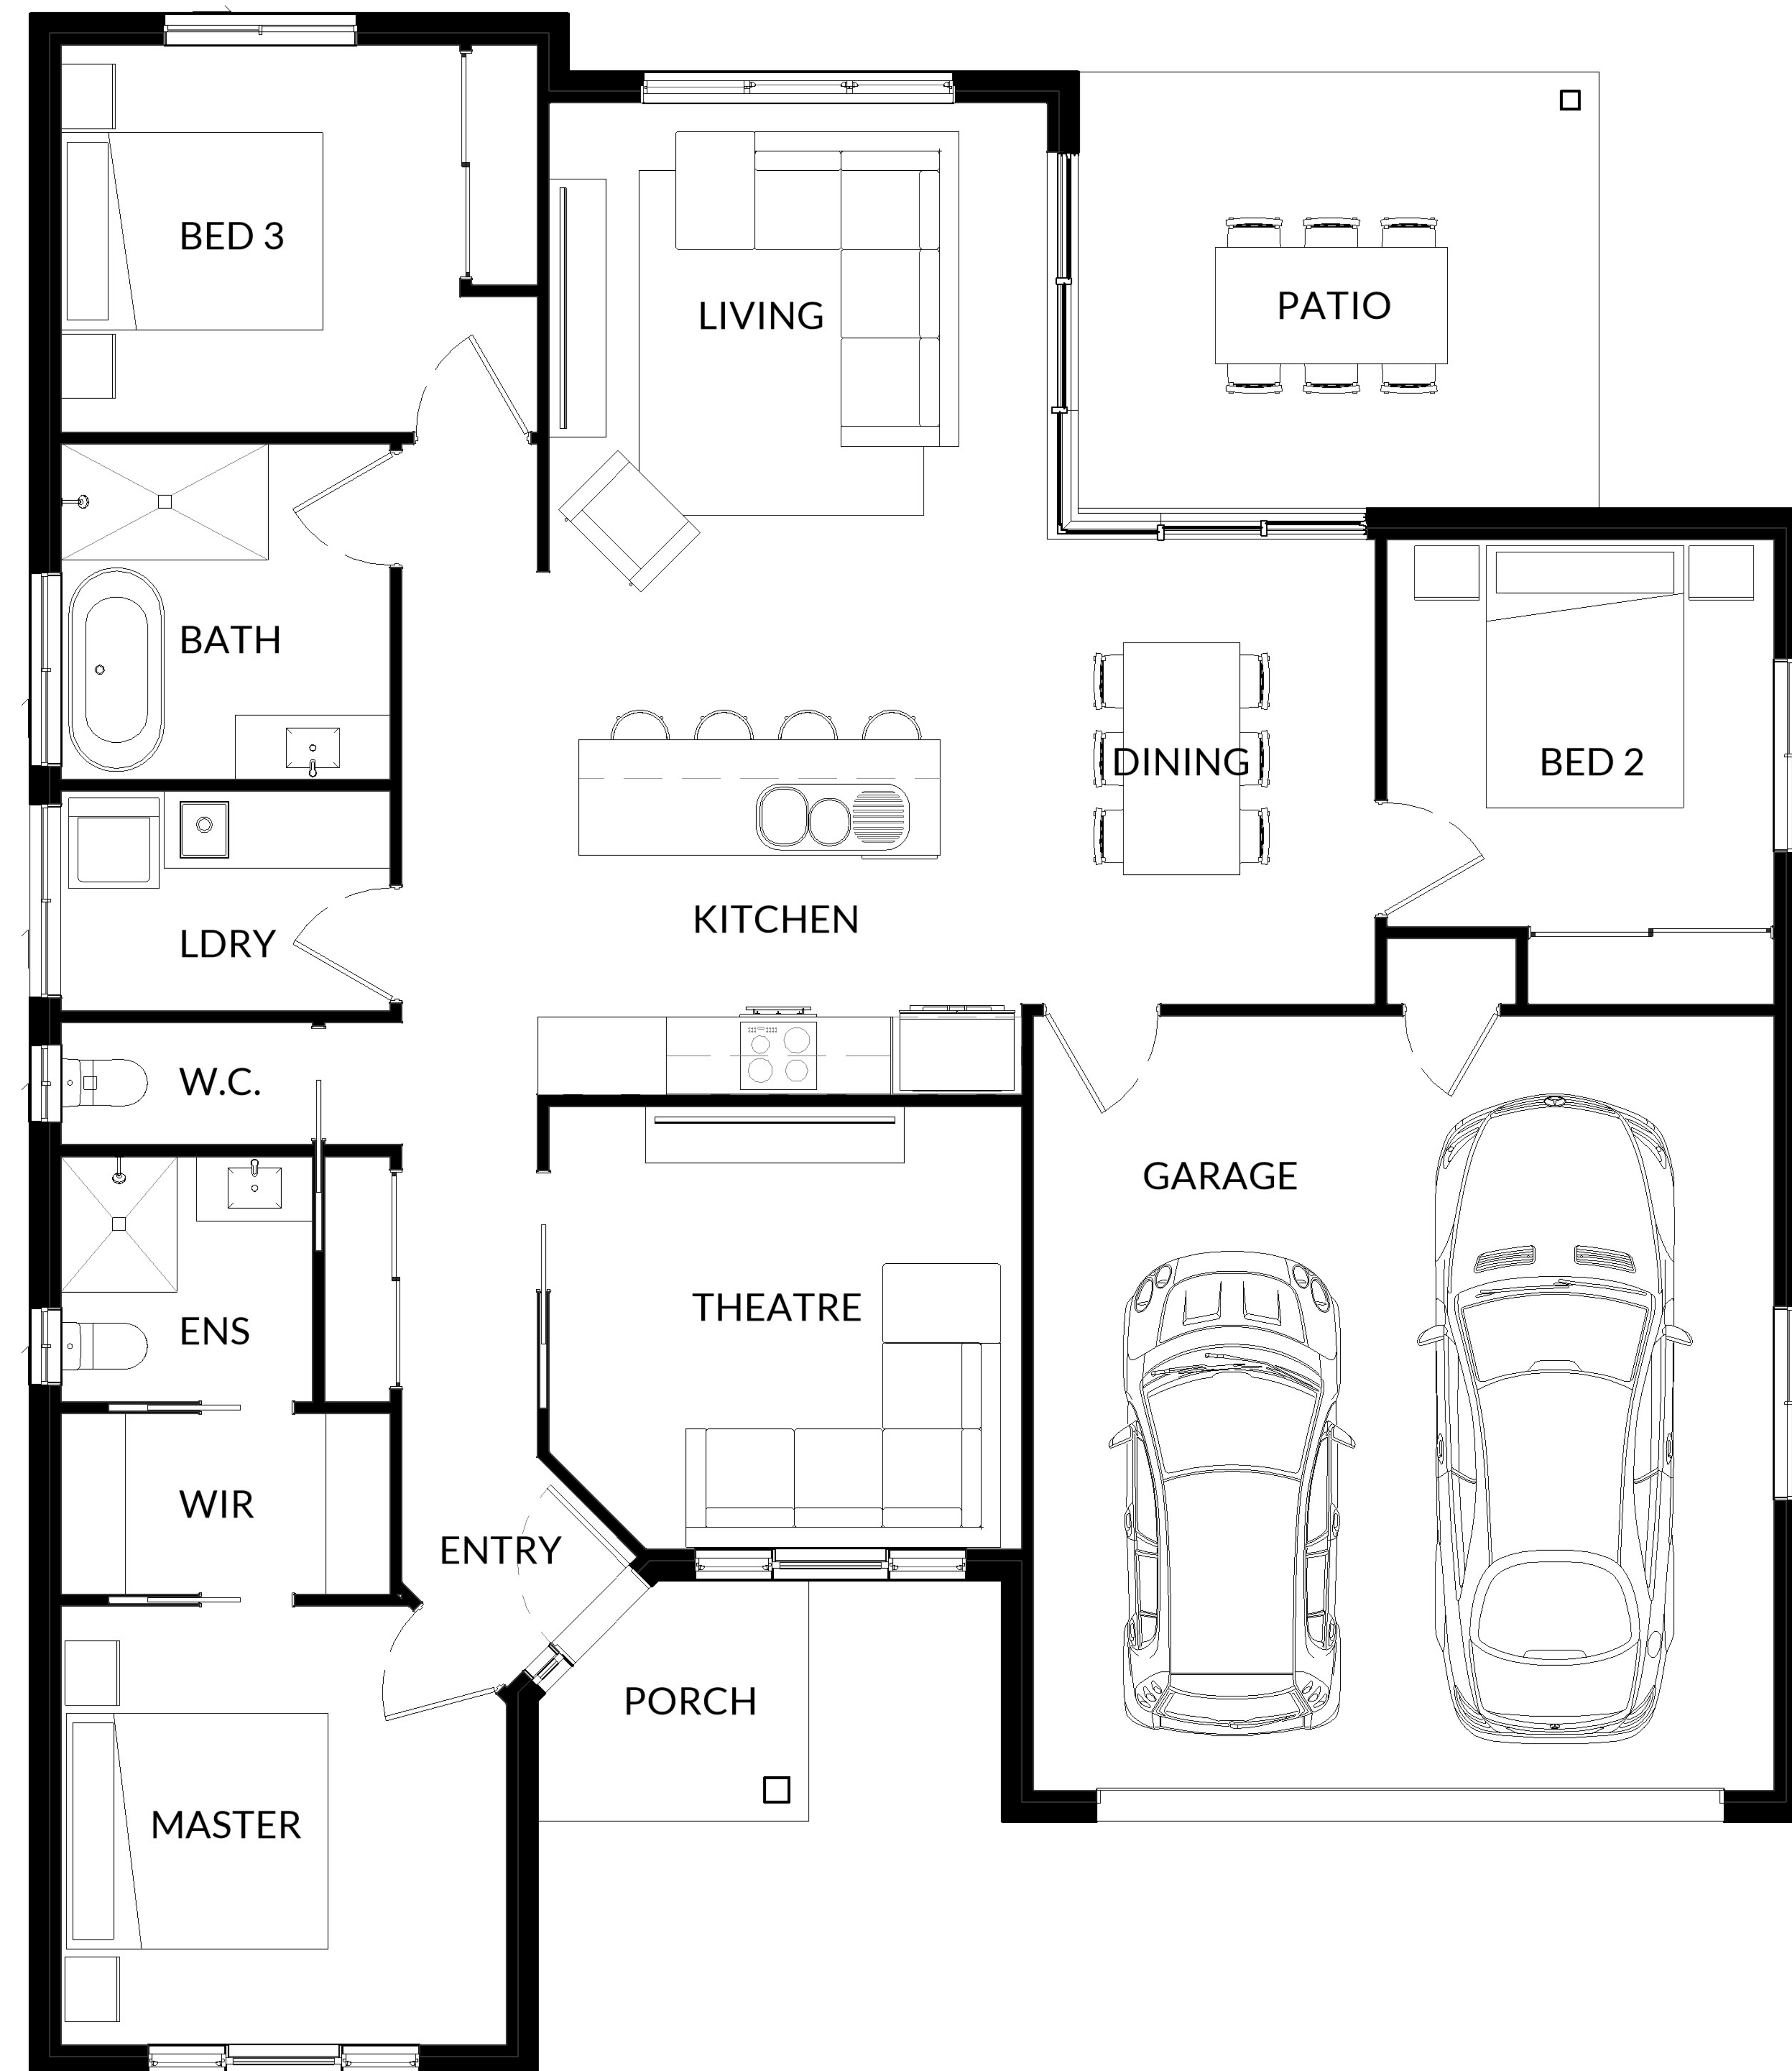 BED 3
LIVING
PATIO
BATH
DINING
BED 2
KITCHEN
LDRY
W.C.
GARAGE
THEATRE
ENS
WIR
ENTRY
PORCH
MASTER